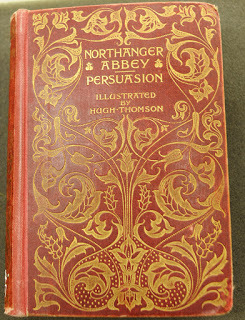 NORTHANGER
ABBEY
PERSUASION
ILLUSTRATED
BY
HUGH THOMSON